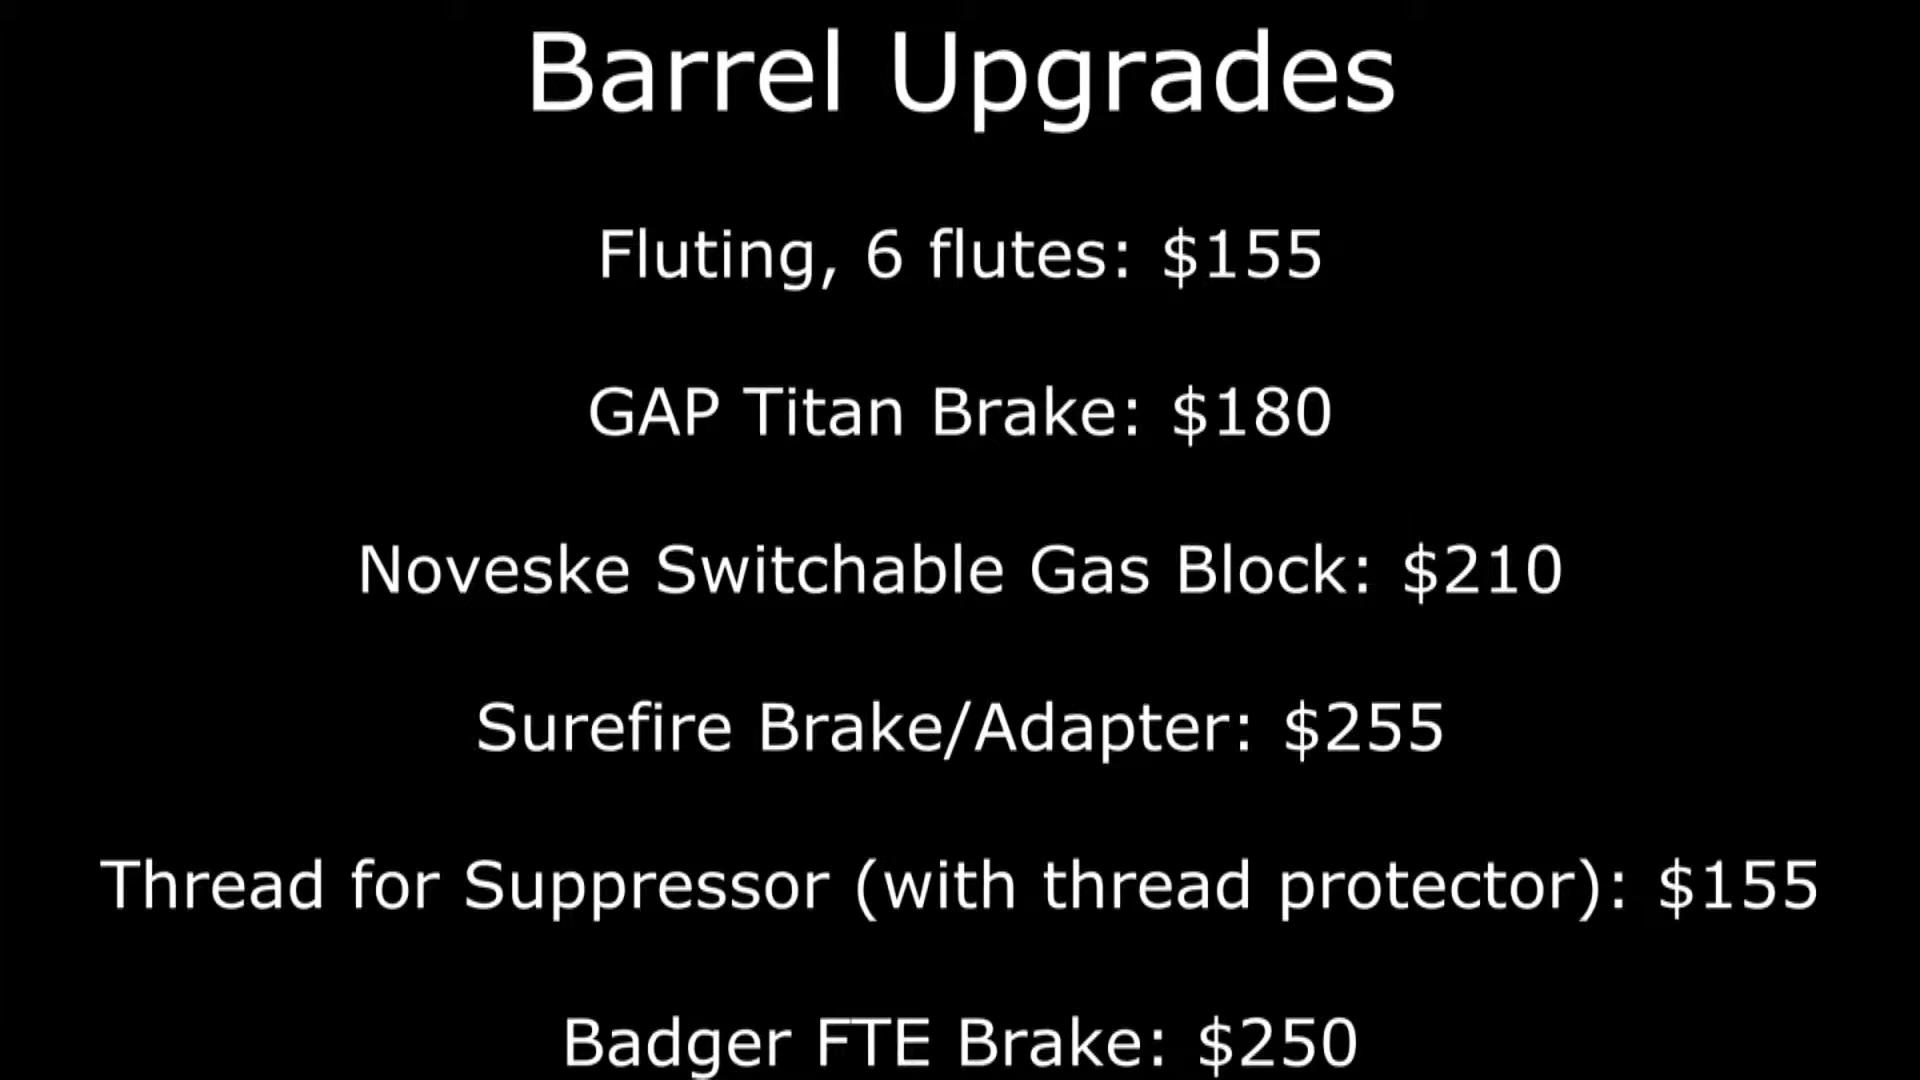 Barrel Upgrades
Fluting, 6 flutes: $155
GAP Titan Brake: $180
Noveske Switchable Gas Block: $210
Surefire Brake/Adapter: $255
Thread for Suppressor (with thread protector): $155
Badger FTE Brake: $250